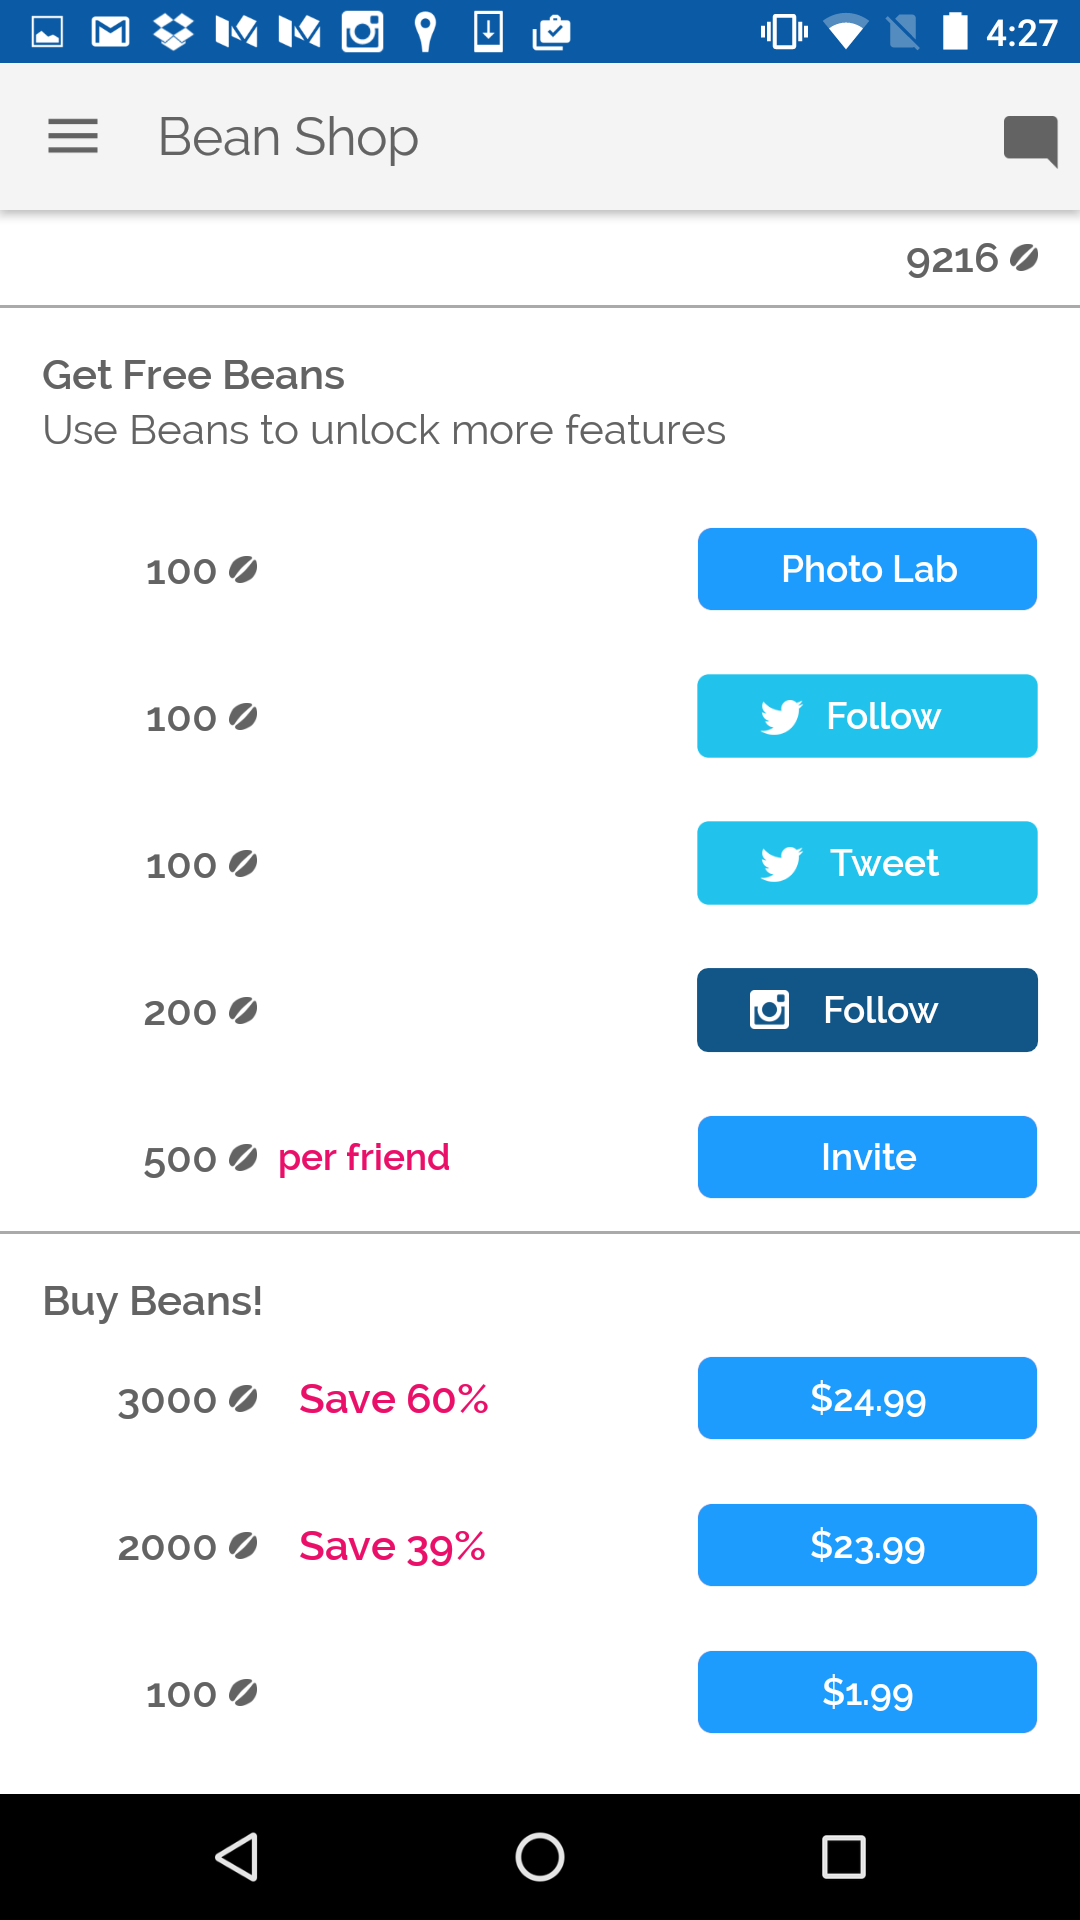 4:27
Bean Shop
9216
Get Free Beans
Use Beans to unlock more features
100 Photo Lab
100 Follow
100 Tweet
200 Follow
500 per friend Invite
Buy Beans!
3000 Save 60% $24.99
2000 Save 39% $23.99
100 $1.99